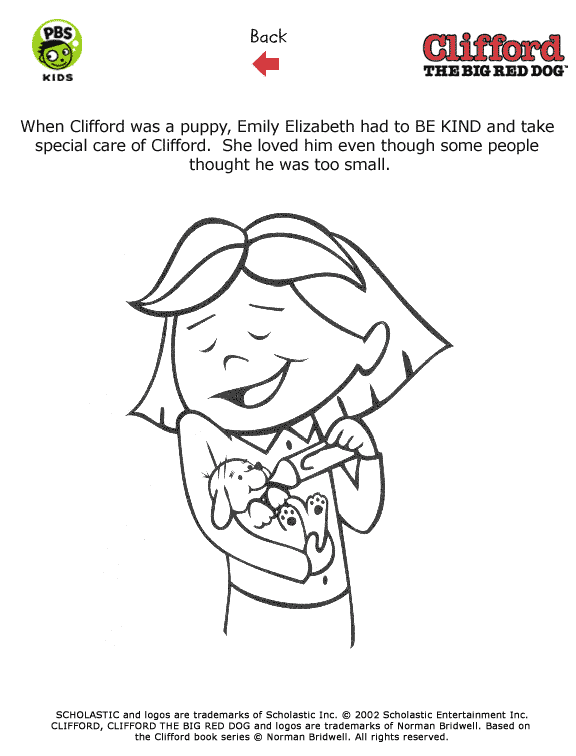 PBS
KIDS
Back
Clifford
THE BIG RED DOG™
When Clifford was a puppy, Emily Elizabeth had to BE KIND and take
special care of Clifford.  She loved him even though some people
thought he was too small.
SCHOLASTIC and logos are trademarks of Scholastic Inc. © 2002 Scholastic Entertainment Inc.
CLIFFORD, CLIFFORD THE BIG RED DOG and logos are trademarks of Norman Bridwell. Based on
the Clifford book series © Norman Bridwell. All rights reserved.